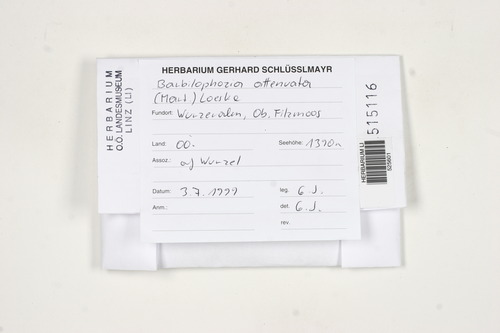 HERBARIUM GERHARD SCHLÜSSLMAYR
Barbilophozia attenuata
(Mart.) Loeske
Fundort: Wurzeralm, Ob. Filzmoos
Land: OÖ. Seehöhe: 1390m
Assoz.: auf Wurzel
Datum: 3.7.1999 leg. G.S.
Anm.: det. G.S.
rev.
HERBARIUM
O.Ö. LANDESMUSEUM
LINZ (LI)
HERBARIUM LI
515116